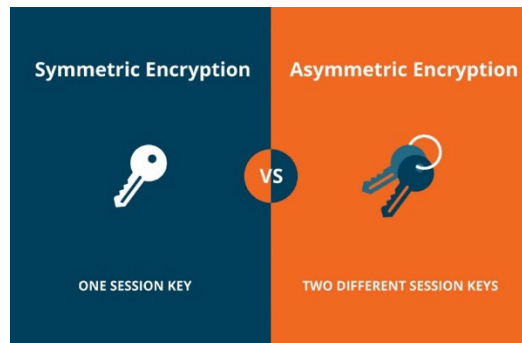 Symmetric Encryption
Asymmetric Encryption
VS
ONE SESSION KEY
TWO DIFFERENT SESSION KEYS